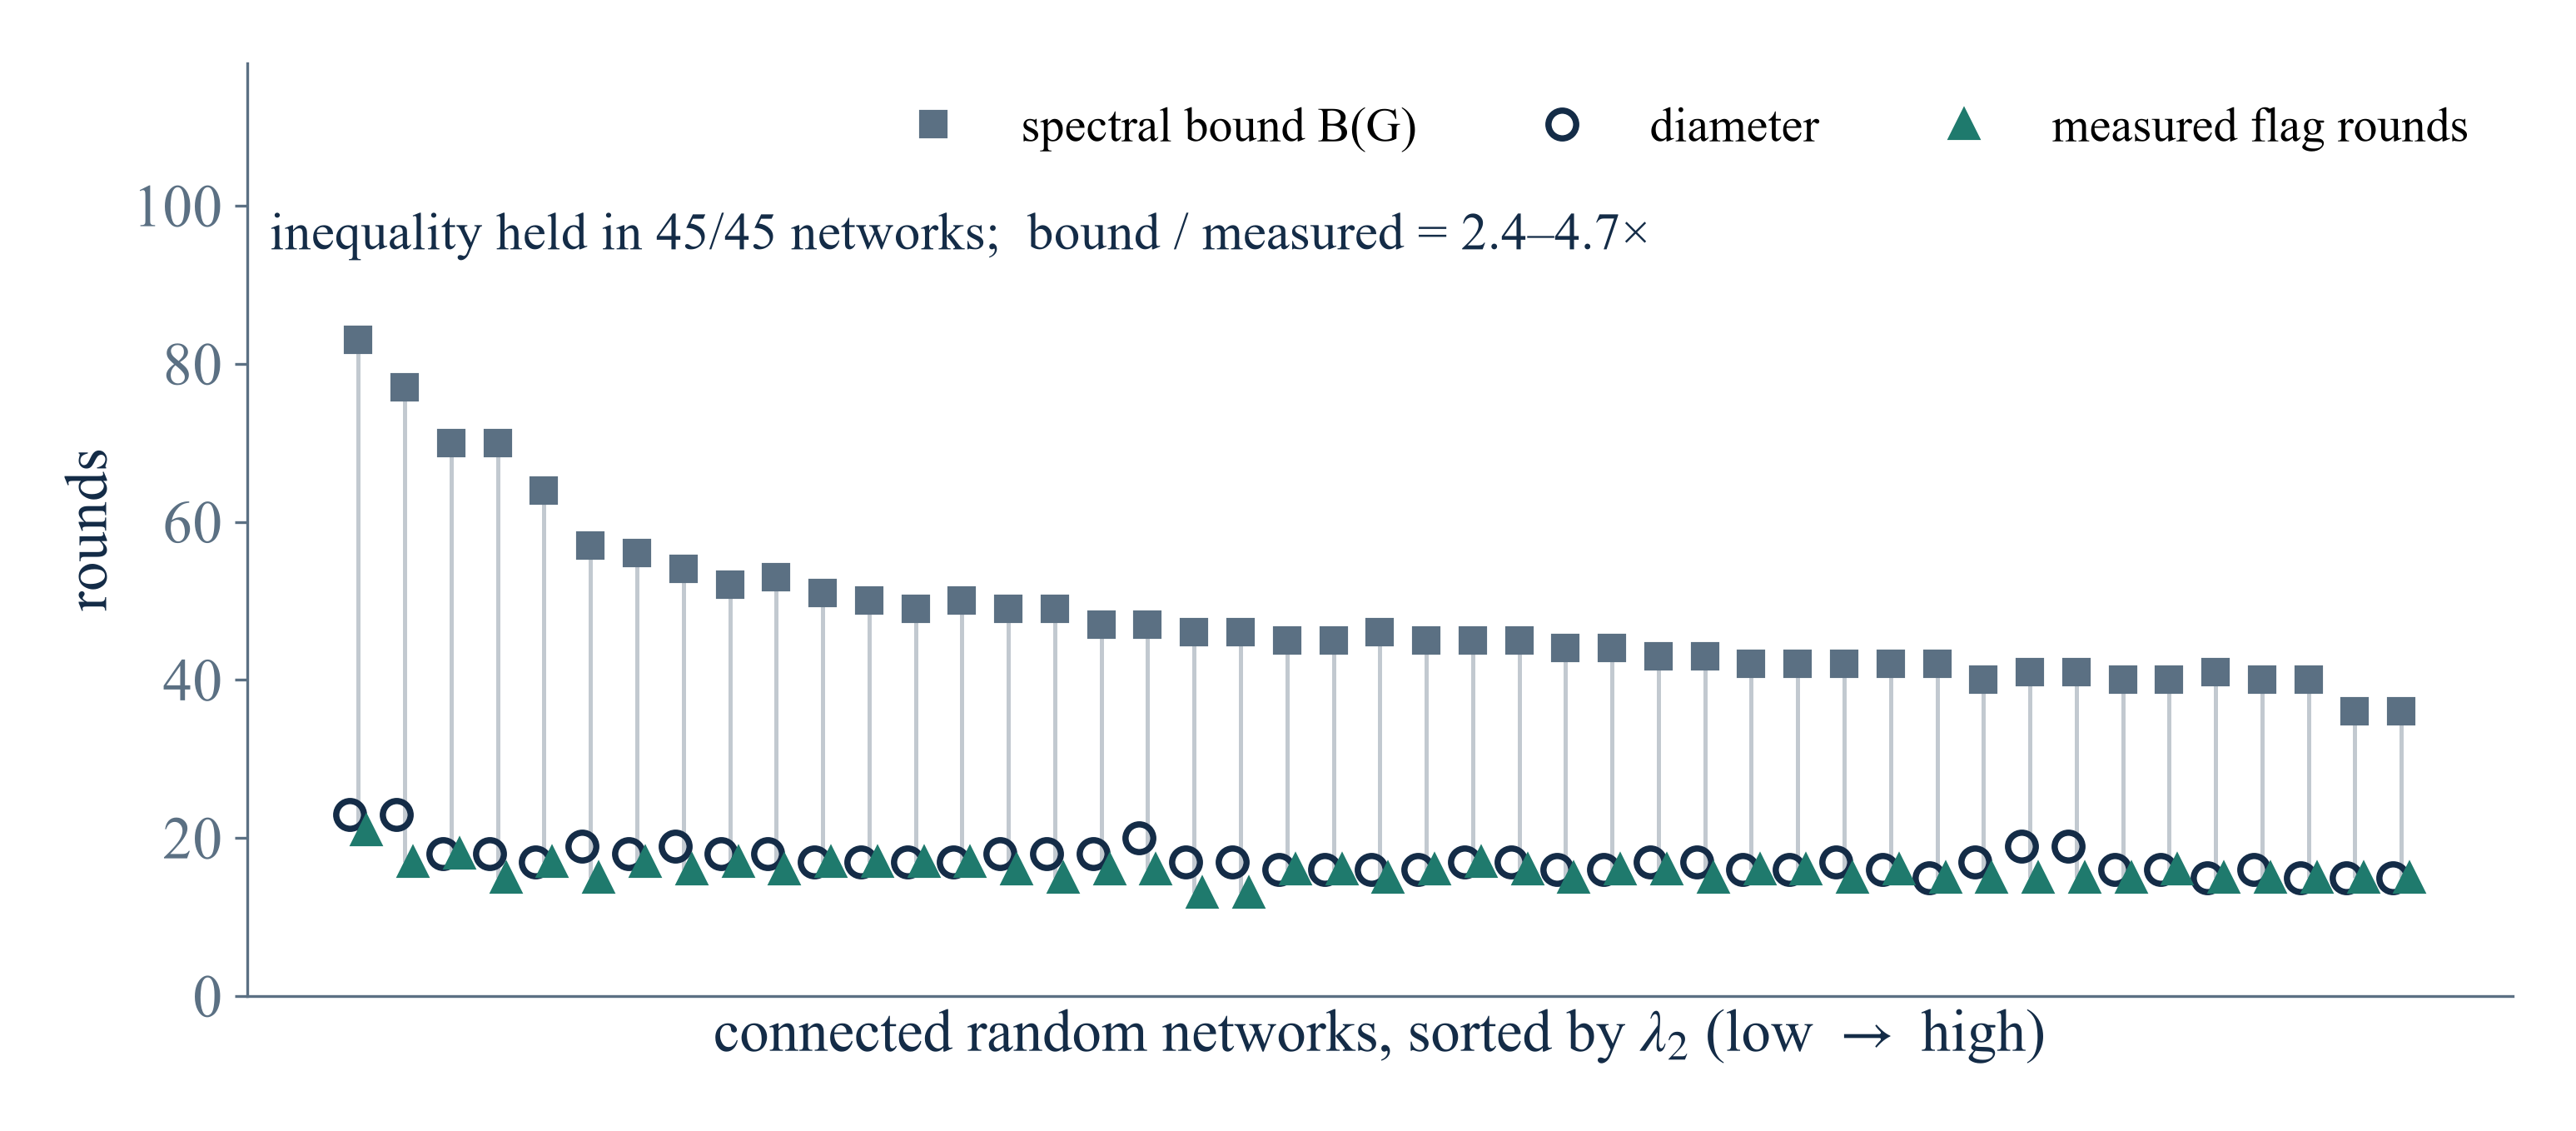 spectral bound B(G) diameter measured flag rounds
100
inequality held in 45/45 networks; bound / measured = 2.4–4.7×
80
60
rounds
40
20
0
connected random networks, sorted by λ₂ (low → high)